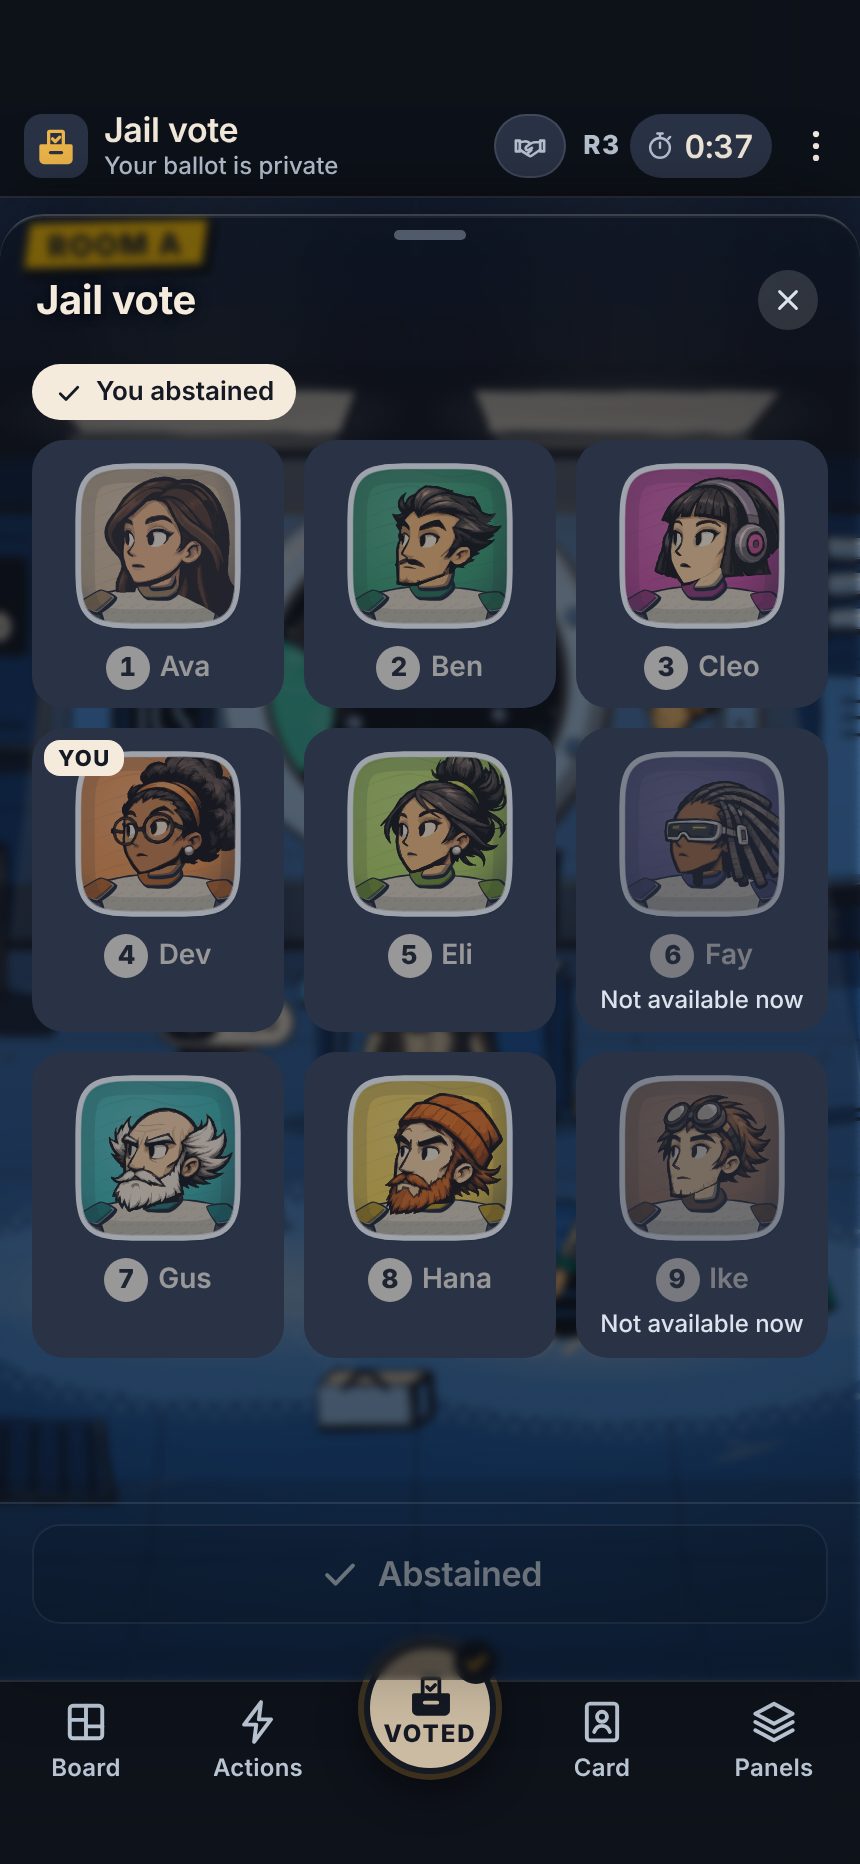 Jail vote
Your ballot is private
R3
0:37
ROOM A
Jail vote
You abstained
1 Ava
2 Ben
3 Cleo
YOU
4 Dev
5 Eli
6 Fay
Not available now
7 Gus
8 Hana
9 Ike
Not available now
Abstained
VOTED
Board
Actions
Card
Panels